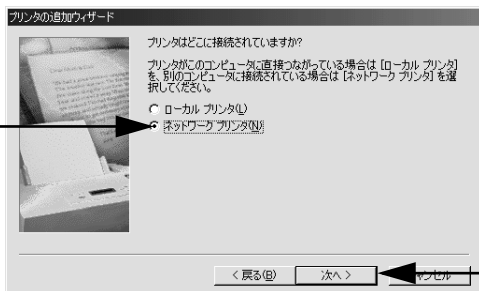 プリンタの追加ウィザード
プリンタはどこに接続されていますか?
プリンタがこのコンピュータに直接つながっている場合は [ローカル プリンタ]
を、別のコンピュータに接続されている場合は [ネットワーク プリンタ] を選
択してください。
ローカル プリンタ(L)
ネットワーク プリンタ(N)
< 戻る(B)
次へ >